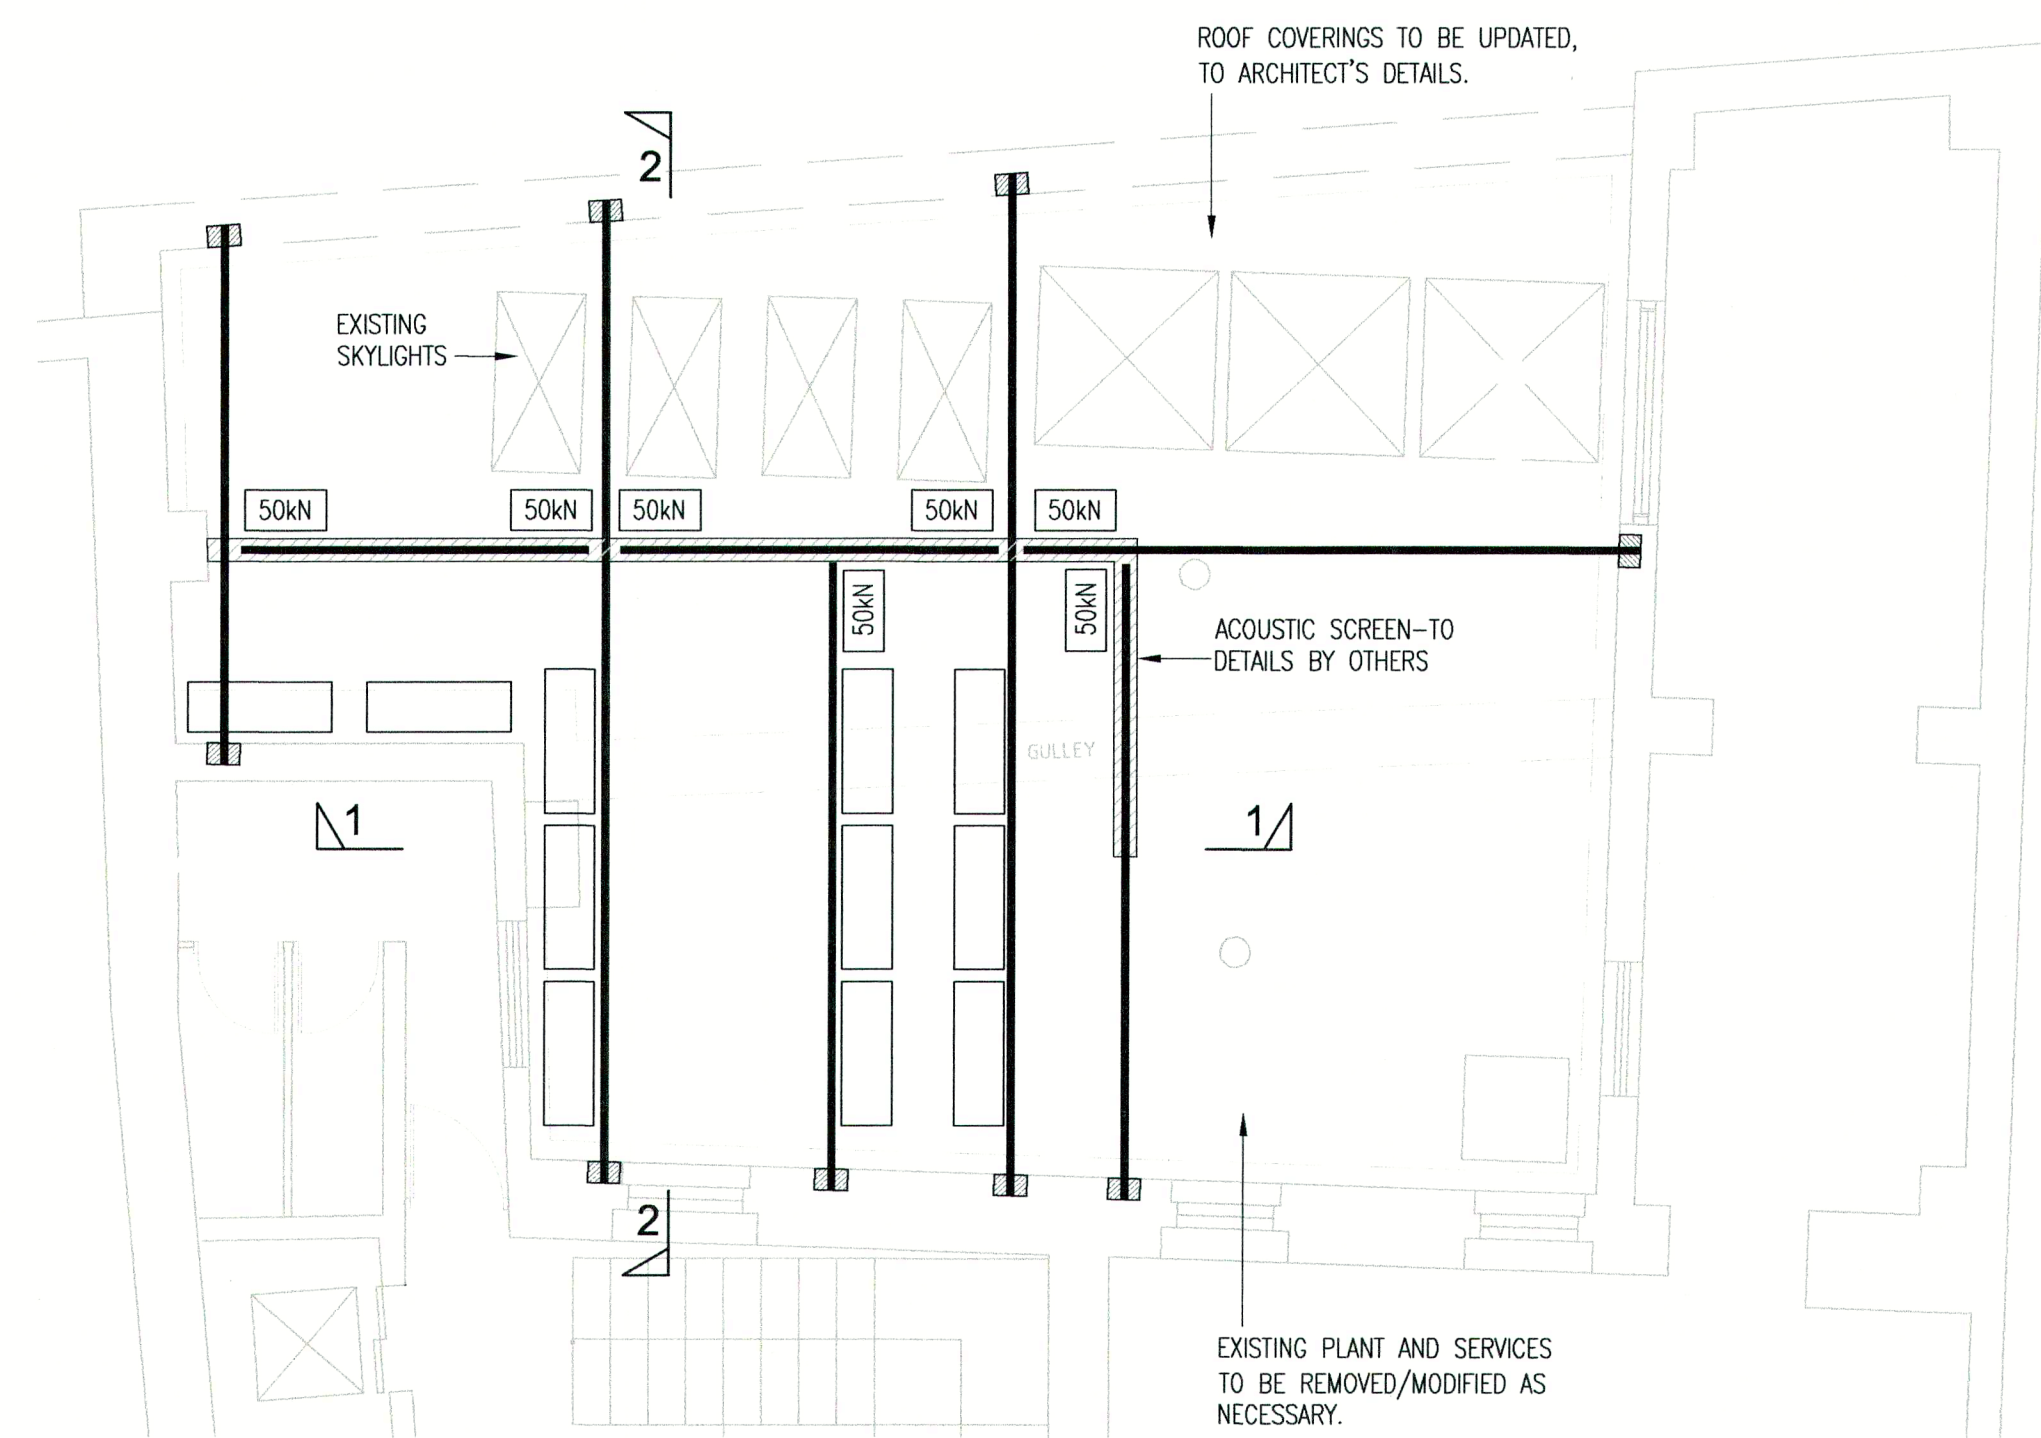 ROOF COVERINGS TO BE UPDATED,
TO ARCHITECT'S DETAILS.
2
EXISTING
SKYLIGHTS
50kN
50kN
50kN
50kN
50kN
50kN
50kN
ACOUSTIC SCREEN-TO
DETAILS BY OTHERS
GULLEY
1
1
2
EXISTING PLANT AND SERVICES
TO BE REMOVED/MODIFIED AS
NECESSARY.